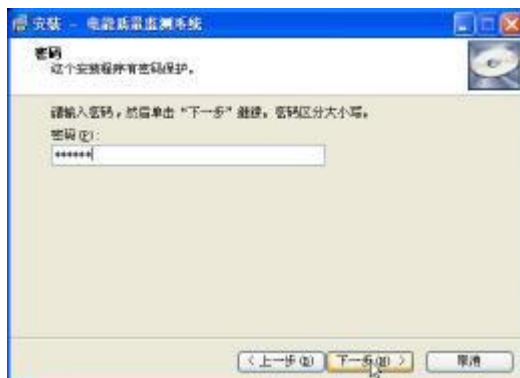 安装 - 电能质量监测系统
密码
这个安装程序有密码保护。
请输入密码,然后单击“下一步”继续。密码区分大小写。
密码(P):
******
< 上一步(B)
下一步(N) >
取消